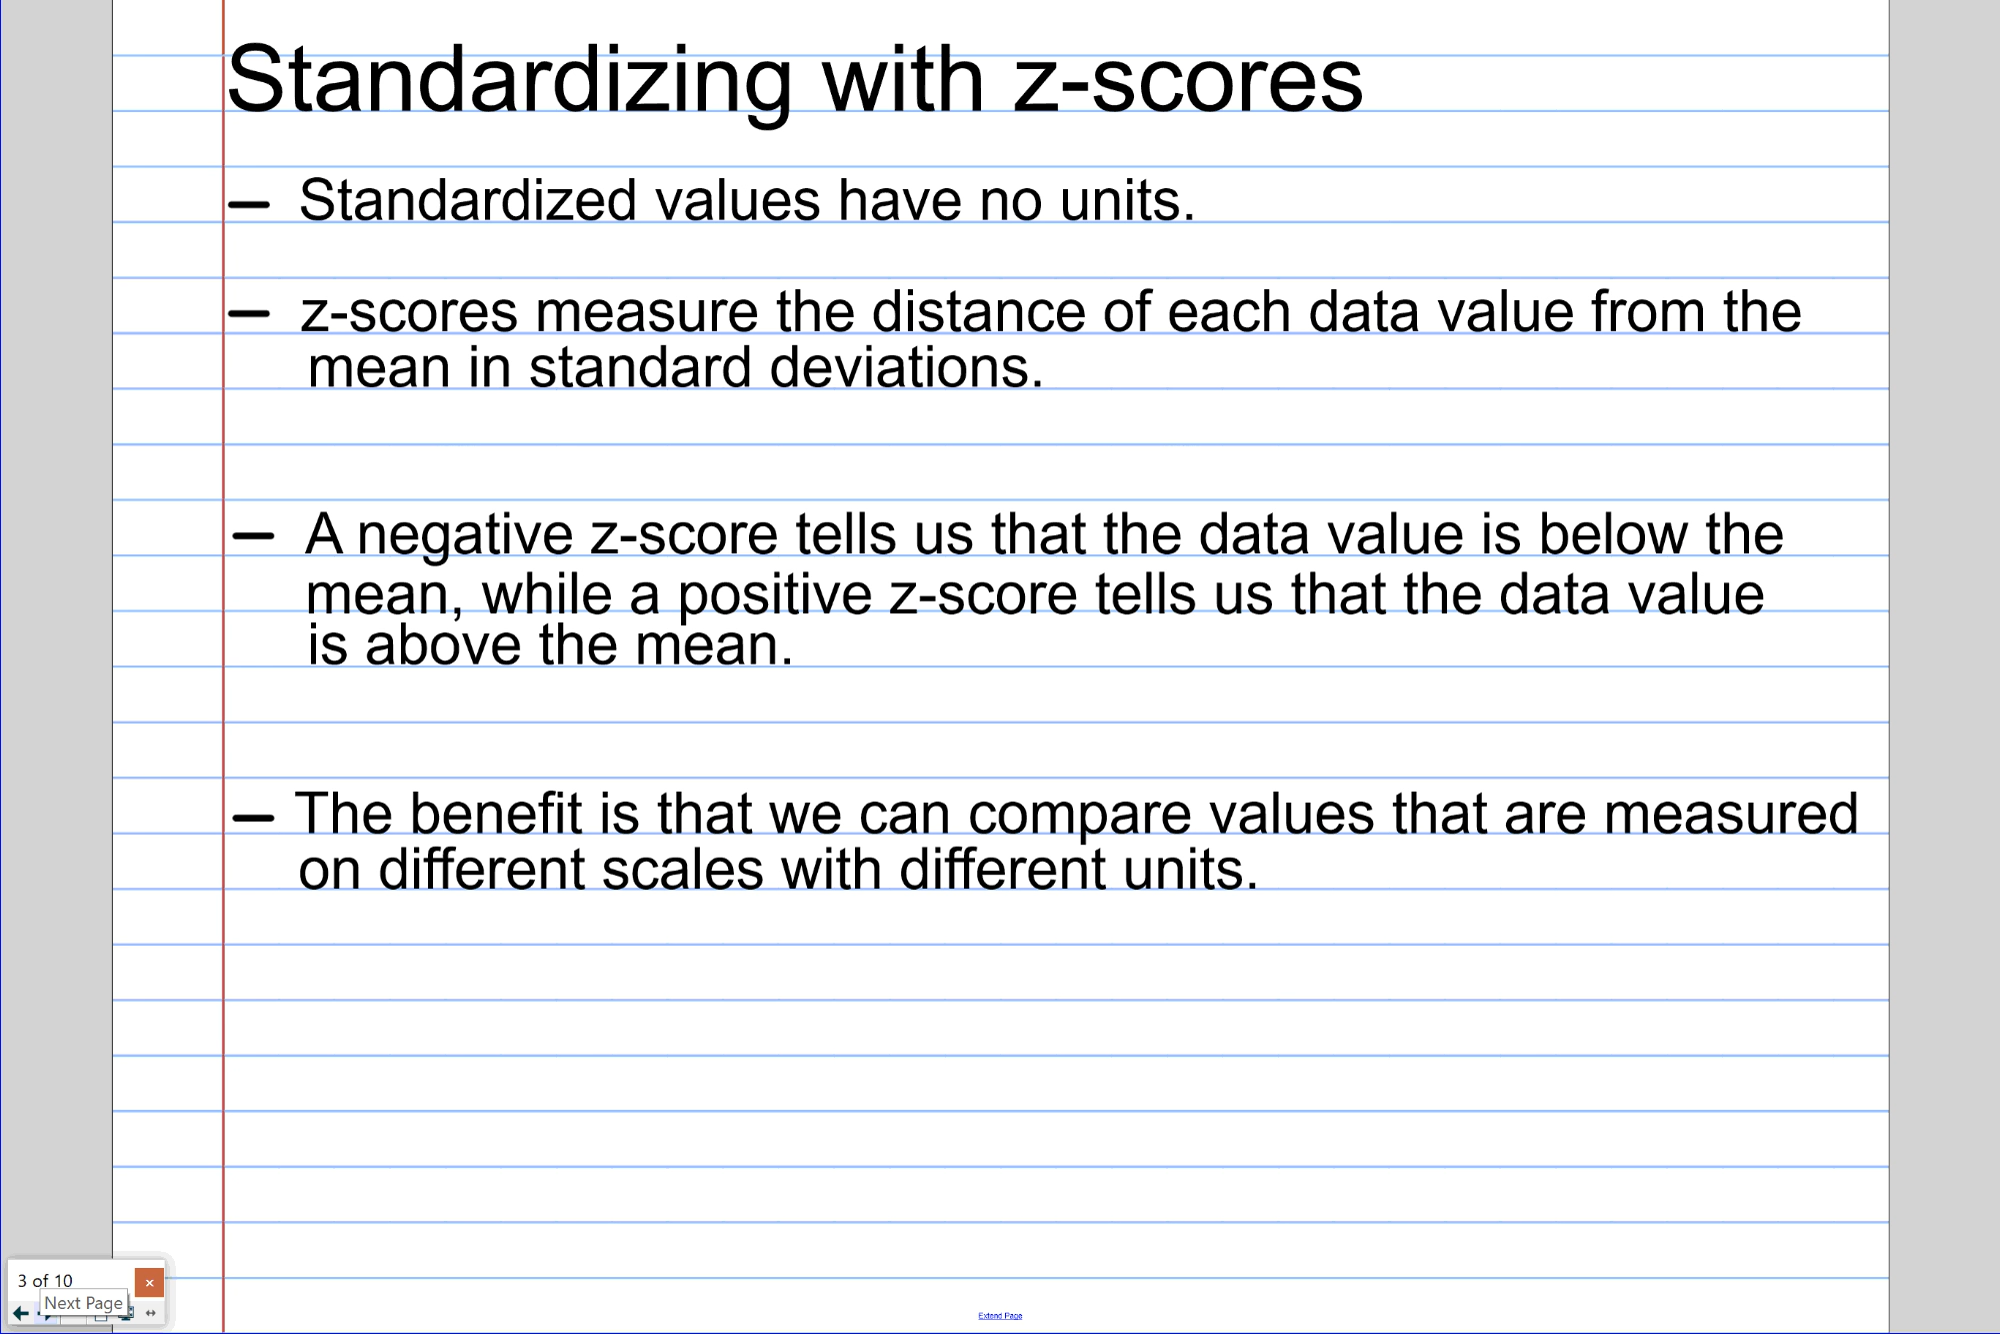 Standardizing with z-scores
– Standardized values have no units.
– z-scores measure the distance of each data value from the
mean in standard deviations.
– A negative z-score tells us that the data value is below the
mean, while a positive z-score tells us that the data value
is above the mean.
– The benefit is that we can compare values that are measured
on different scales with different units.
3 of 10
Next Page
Extend Page